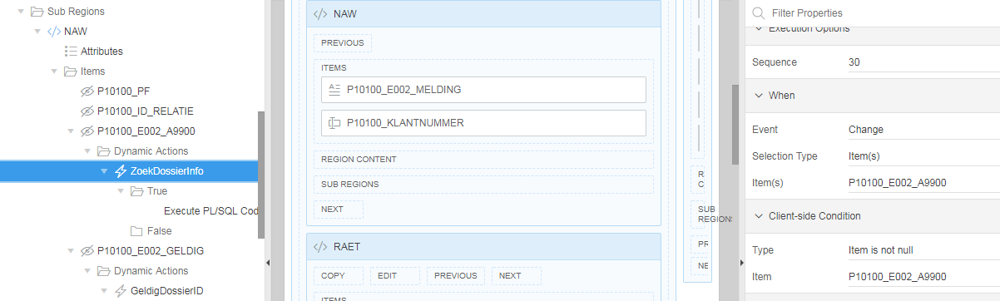 Sub Regions
NAW
Attributes
Items
P10100_PF
P10100_ID_RELATIE
P10100_E002_A9900
Dynamic Actions
ZoekDossierInfo
True
Execute PL/SQL Cod
False
P10100_E002_GELDIG
Dynamic Actions
GeldigDossierID
NAW
PREVIOUS
ITEMS
P10100_E002_MELDING
P10100_KLANTNUMMER
REGION CONTENT
SUB REGIONS
NEXT
RAET
COPY EDIT PREVIOUS NEXT
ITEMS
R
C
SUB
REGIONS
PR
NE
Filter Properties
Execution Options
Sequence 30
When
Event Change
Selection Type Item(s)
Item(s) P10100_E002_A9900
Client-side Condition
Type Item is not null
Item P10100_E002_A9900